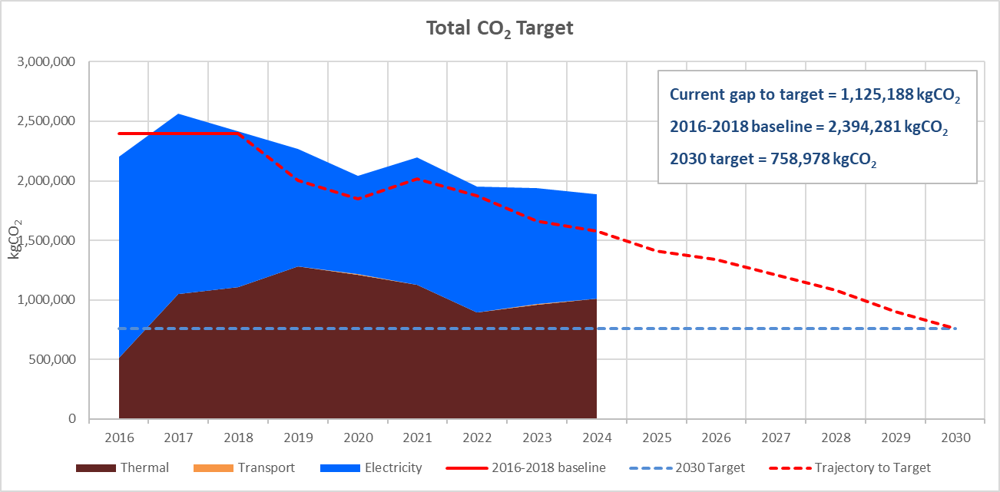 Total CO₂ Target
3,000,000
2,500,000
2,000,000
1,500,000
1,000,000
500,000
0
kgCO₂
Current gap to target = 1,125,188 kgCO₂
2016-2018 baseline = 2,394,281 kgCO₂
2030 target = 758,978 kgCO₂
2016 2017 2018 2019 2020 2021 2022 2023 2024 2025 2026 2027 2028 2029 2030
Thermal Transport Electricity 2016-2018 baseline 2030 Target Trajectory to Target